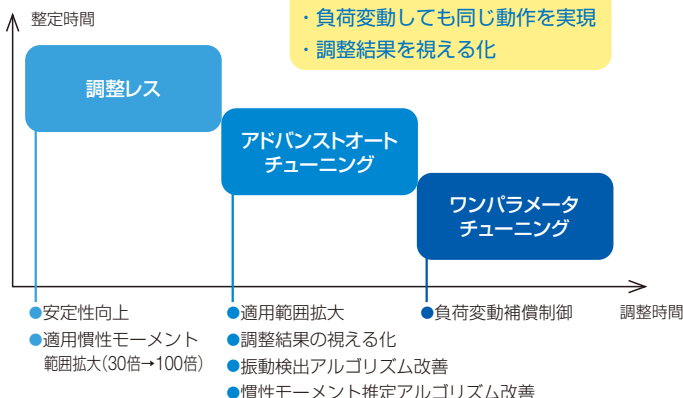 整定時間
・負荷変動しても同じ動作を実現
・調整結果を視える化
調整レス
アドバンストオート
チューニング
ワンパラメータ
チューニング
●安定性向上
●適用慣性モーメント
範囲拡大(30倍→100倍)
●適用範囲拡大
●調整結果の視える化
●振動検出アルゴリズム改善
●慣性モーメント推定アルゴリズム改善
●負荷変動補償制御
調整時間